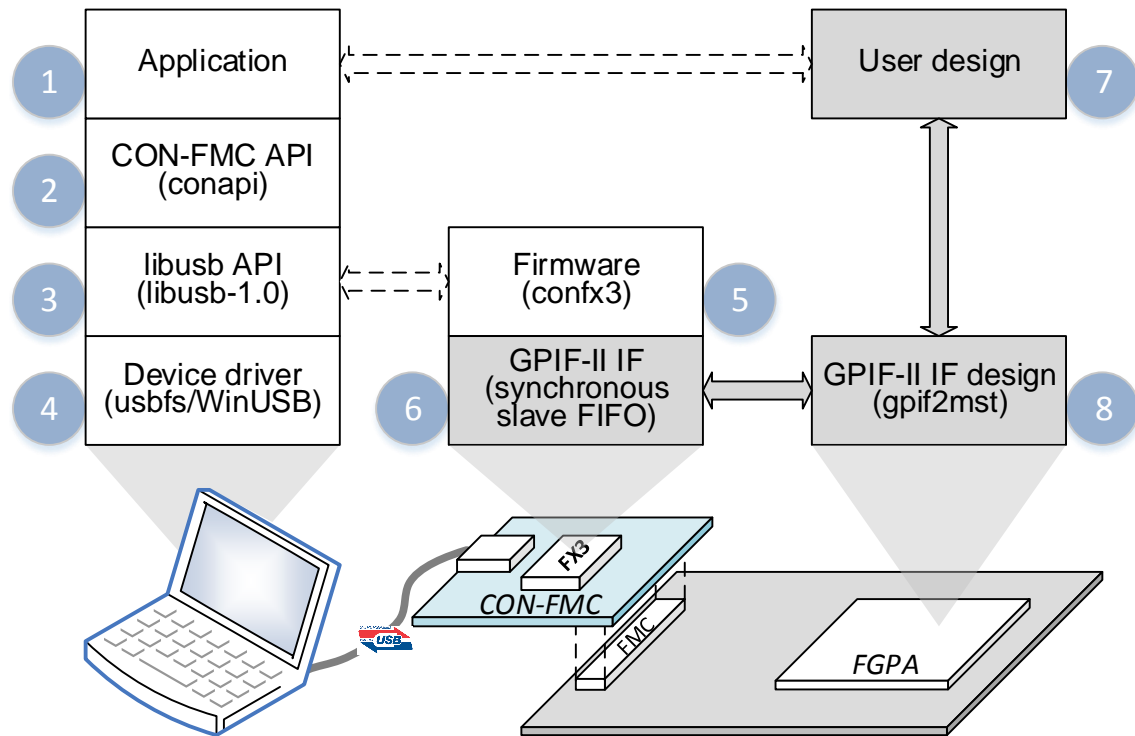 1
Application
User design
7
2
CON-FMC API
(conapi)
3
libusb API
(libusb-1.0)
Firmware
(confx3)
5
4
Device driver
(usbfs/WinUSB)
6
GPIF-II IF
(synchronous
slave FIFO)
GPIF-II IF design
(gpif2mst)
8
FX3
CON-FMC
USB
FMC
FGPA